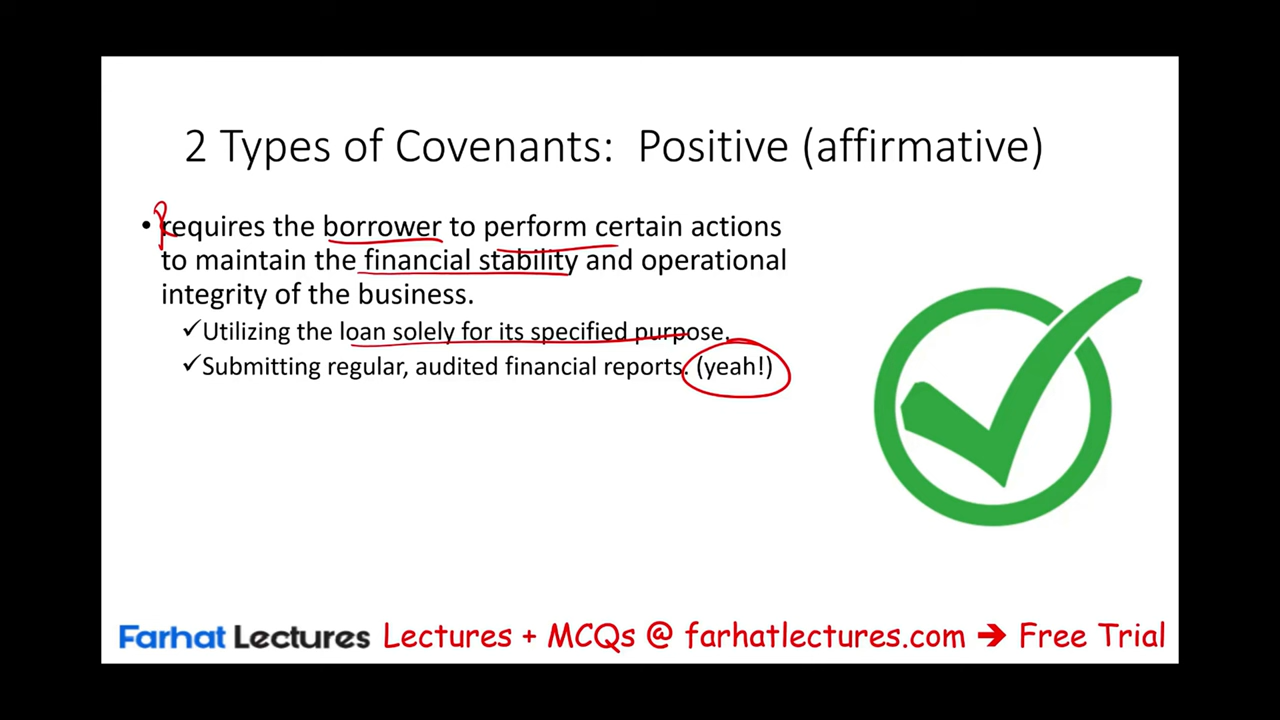 2 Types of Covenants: Positive (affirmative)
• requires the borrower to perform certain actions
to maintain the financial stability and operational
integrity of the business.
✓Utilizing the loan solely for its specified purpose.
✓Submitting regular, audited financial reports. (yeah!)
Farhat Lectures Lectures + MCQs @ farhatlectures.com → Free Trial